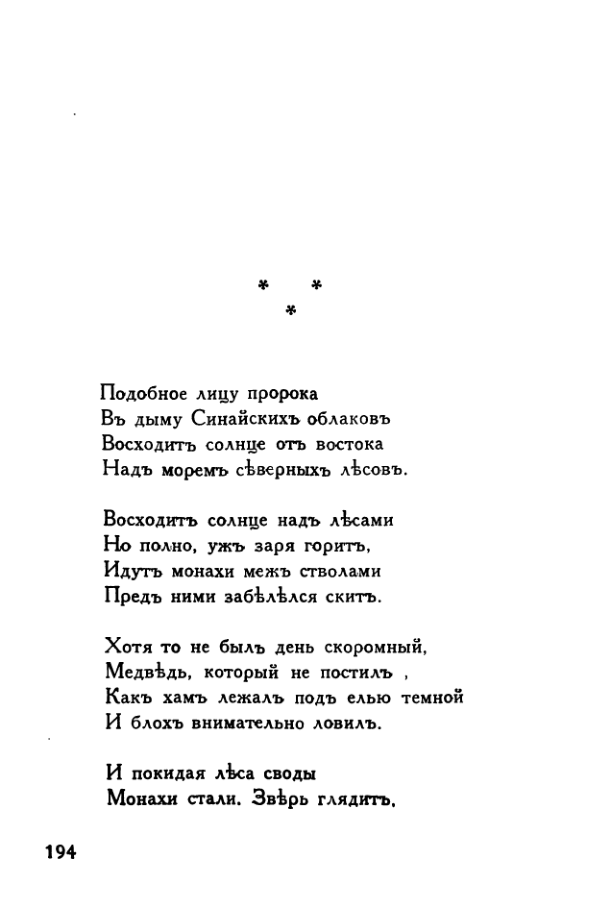 * *
*
Подобное лицу пророка
Въ дыму Синайскихъ облаковъ
Восходитъ солнце отъ востока
Надъ моремъ сѣверныхъ лѣсовъ.
Восходитъ солнце надъ лѣсами
Но полно, ужъ заря горитъ,
Идутъ монахи межъ стволами
Предъ ними забѣлѣлся скитъ.
Хотя то не былъ день скоромный,
Медвѣдь, который не постилъ ,
Какъ хамъ лежалъ подъ елью темной
И блохъ внимательно ловилъ.
И покидая лѣса своды
Монахи стали. Звѣрь глядитъ,
194